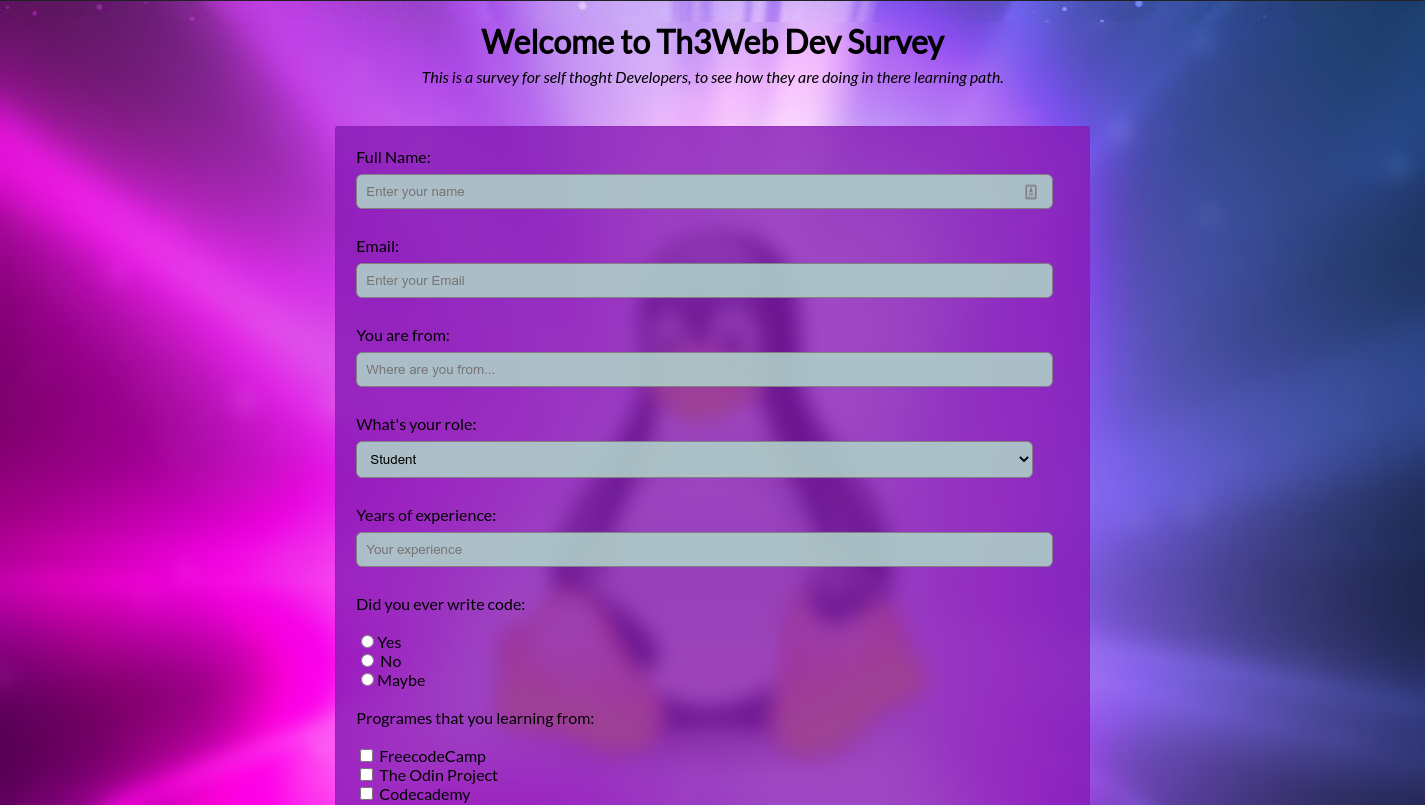 Welcome to Th3Web Dev Survey
This is a survey for self thoght Developers, to see how they are doing in there learning path.
Full Name:
Enter your name
Email:
Enter your Email
You are from:
Where are you from...
What's your role:
Student
Years of experience:
Your experience
Did you ever write code:
Yes
No
Maybe
Programes that you learning from:
FreecodeCamp
The Odin Project
Codecademy